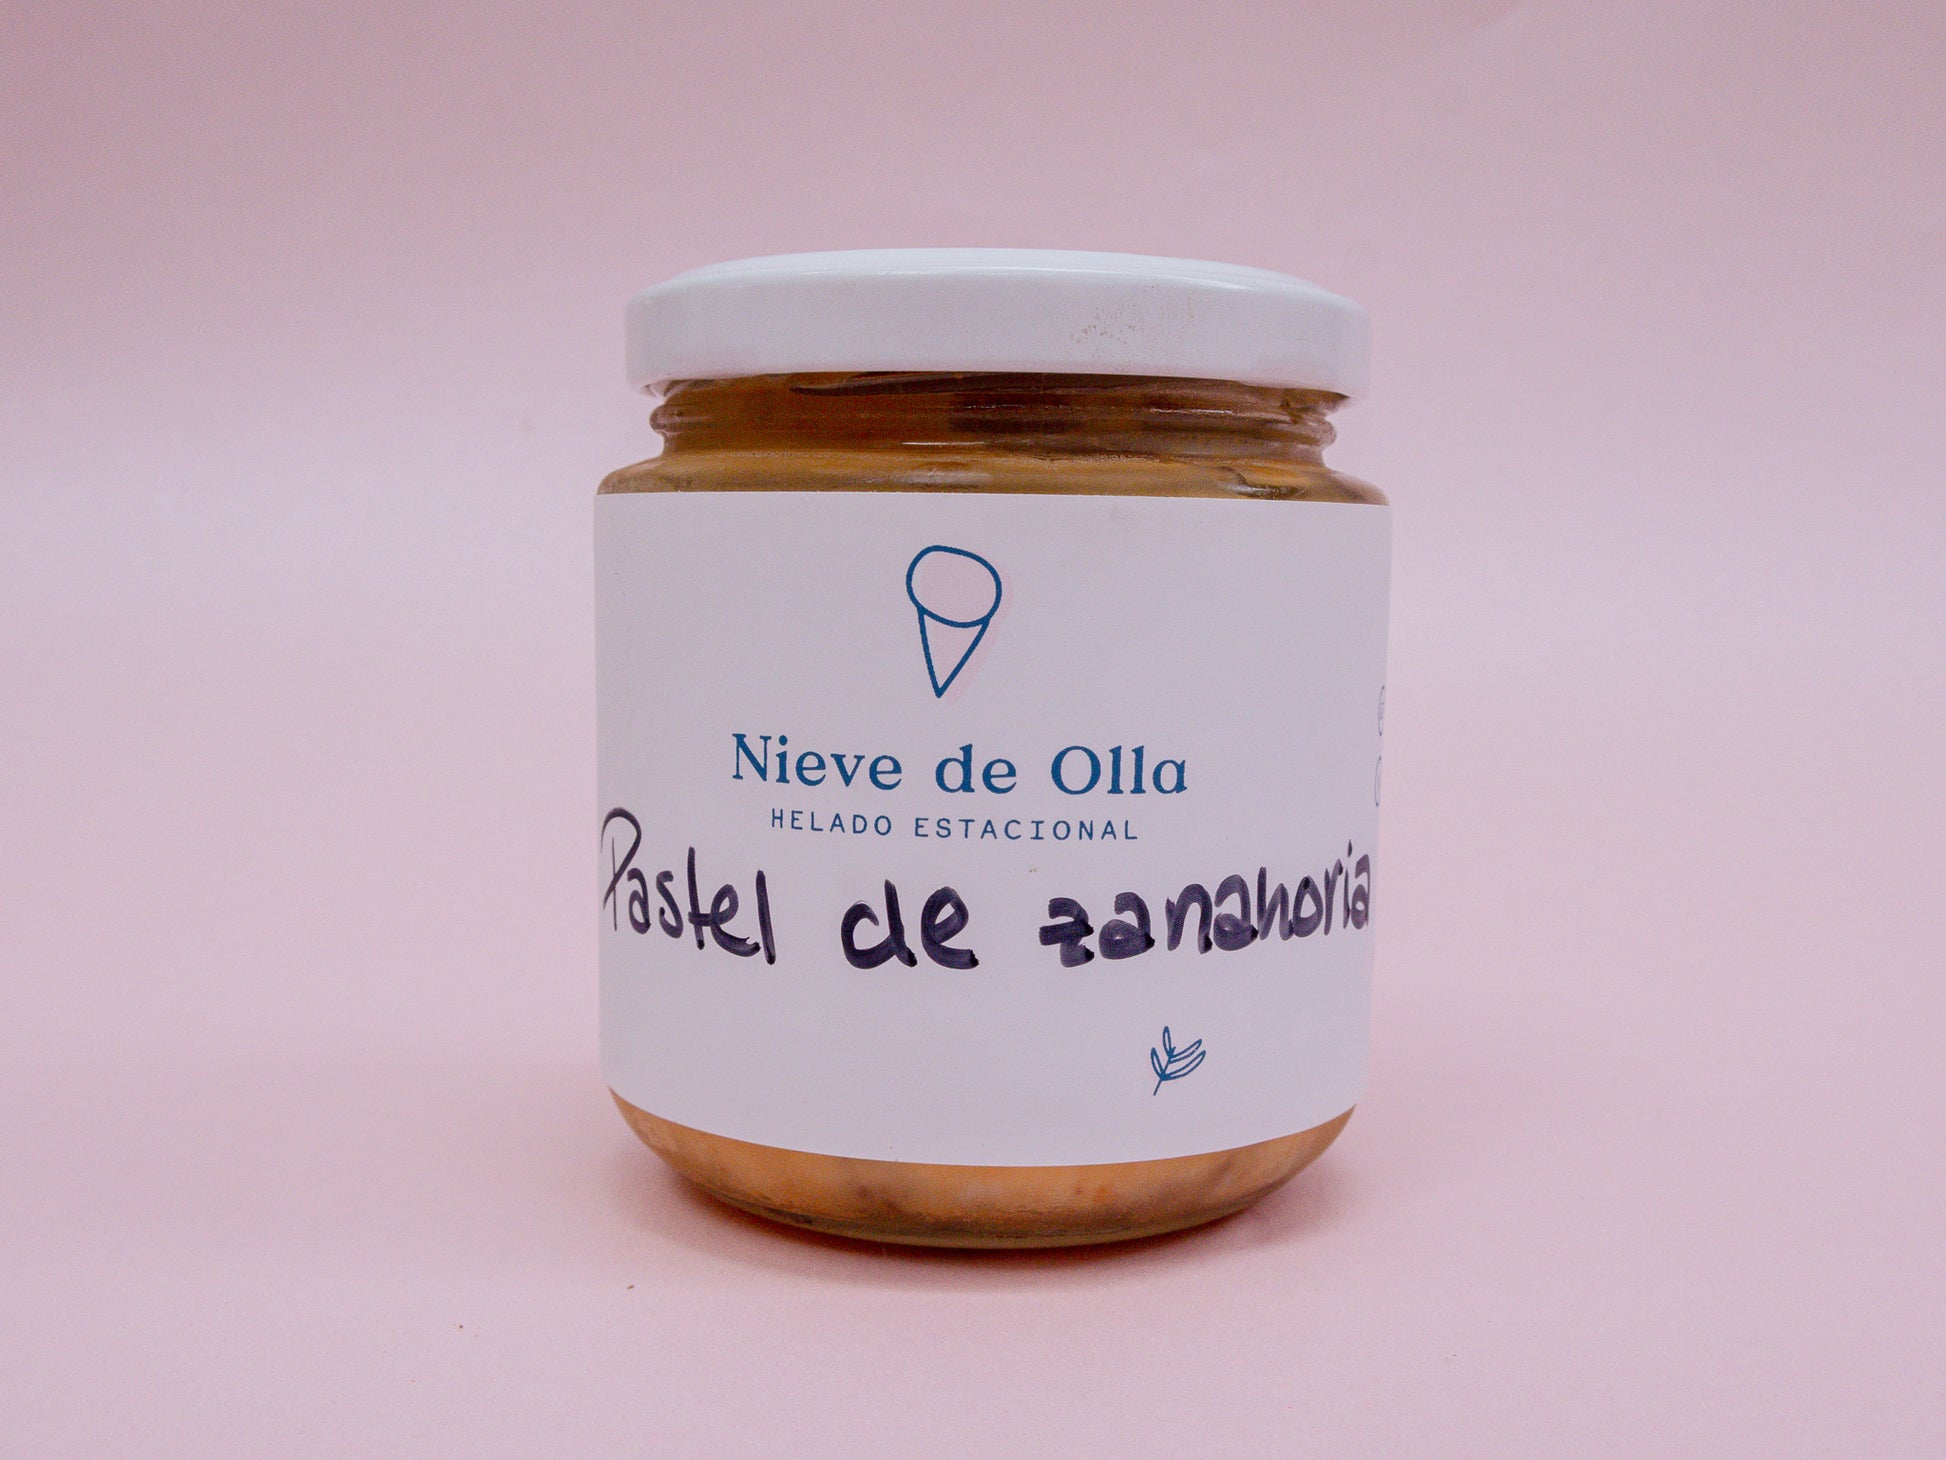 Nieve de Olla
HELADO ESTACIONAL
Pastel de zanahoria